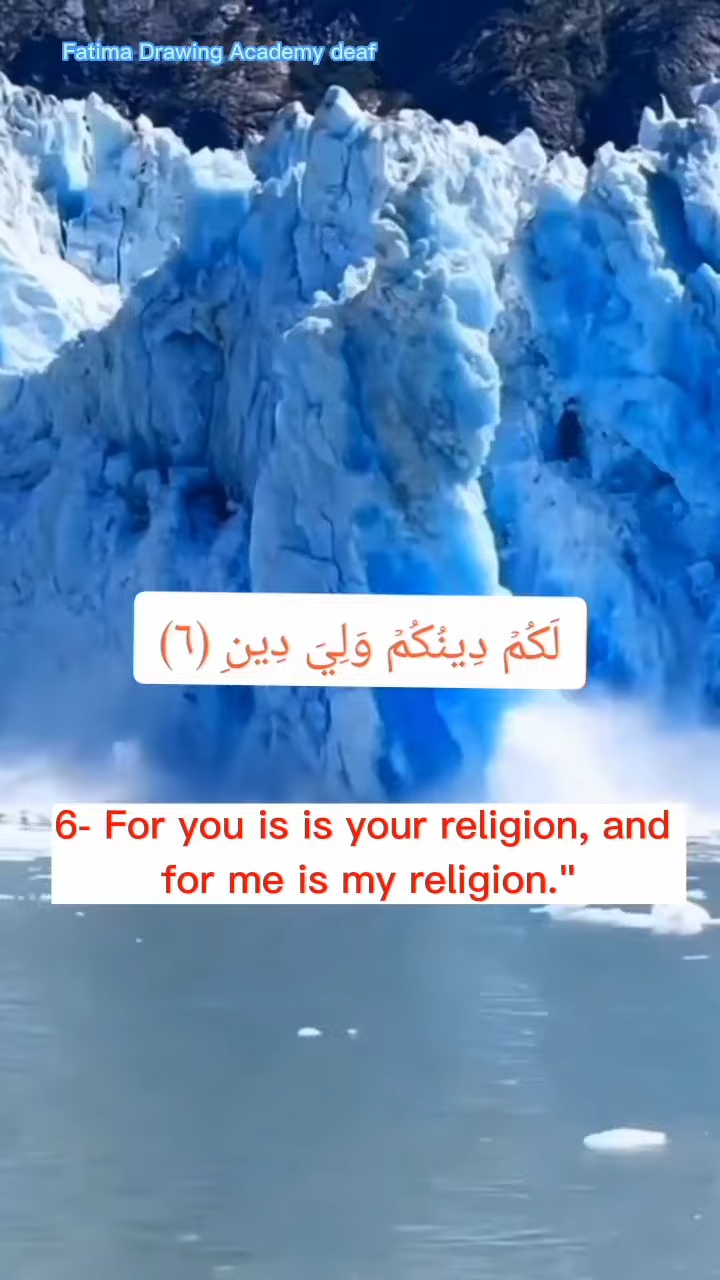 Fatima Drawing Academy deaf
لَكُمْ دِينُكُمْ وَلِيَ دِينِ (٦)
6- For you is is your religion, and
for me is my religion."